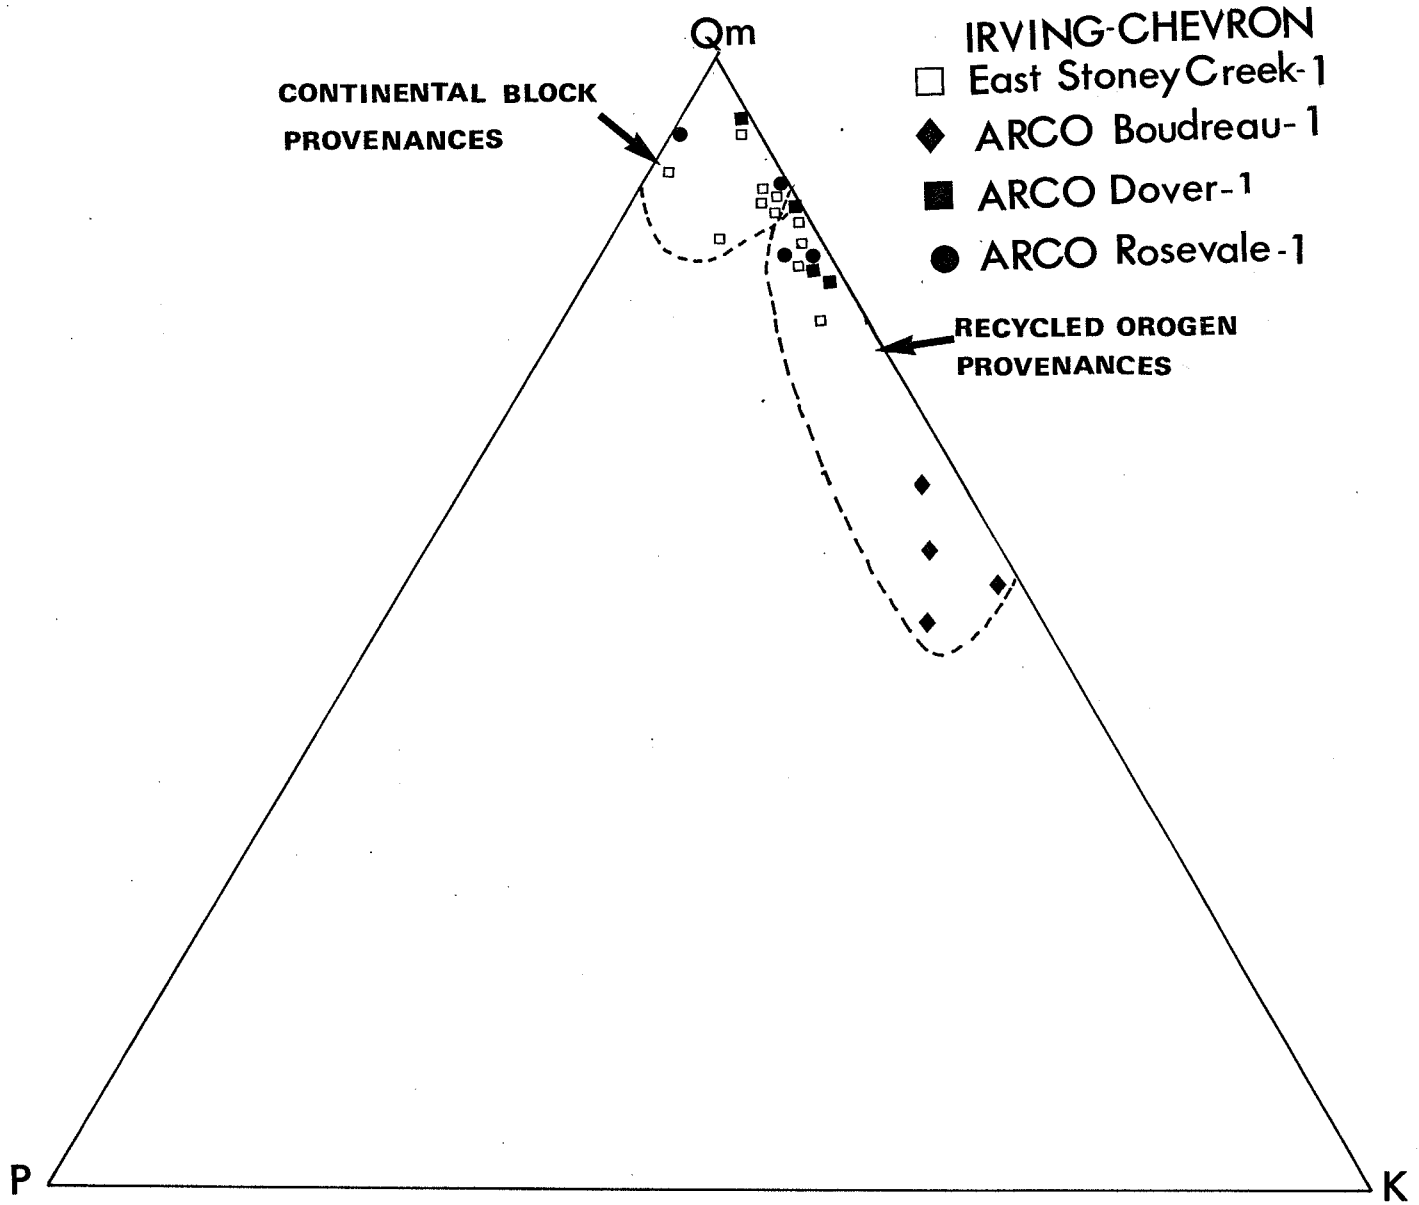 Qm
CONTINENTAL BLOCK
PROVENANCES
IRVING-CHEVRON
East Stoney Creek-1
ARCO Boudreau-1
ARCO Dover-1
ARCO Rosevale-1
RECYCLED OROGEN
PROVENANCES
P
K